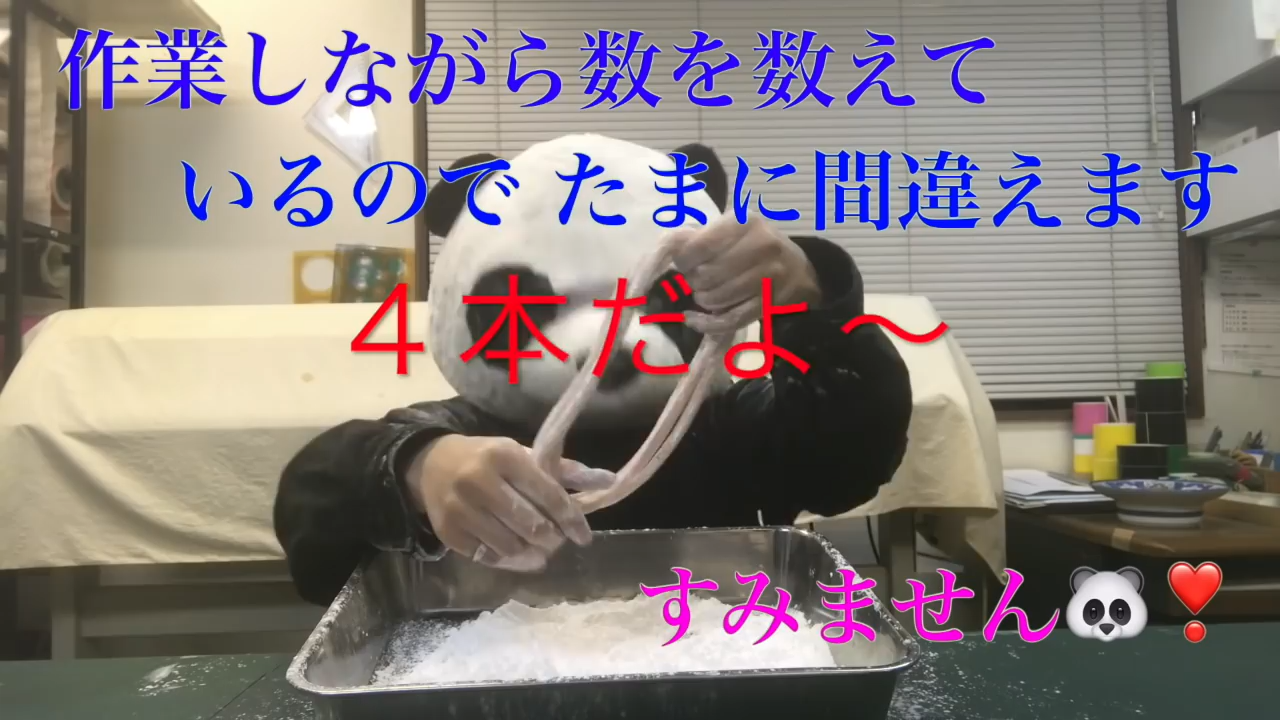 作業しながら数を数えて
いるので たまに間違えます
４本だよ〜
すみません🐼❣️